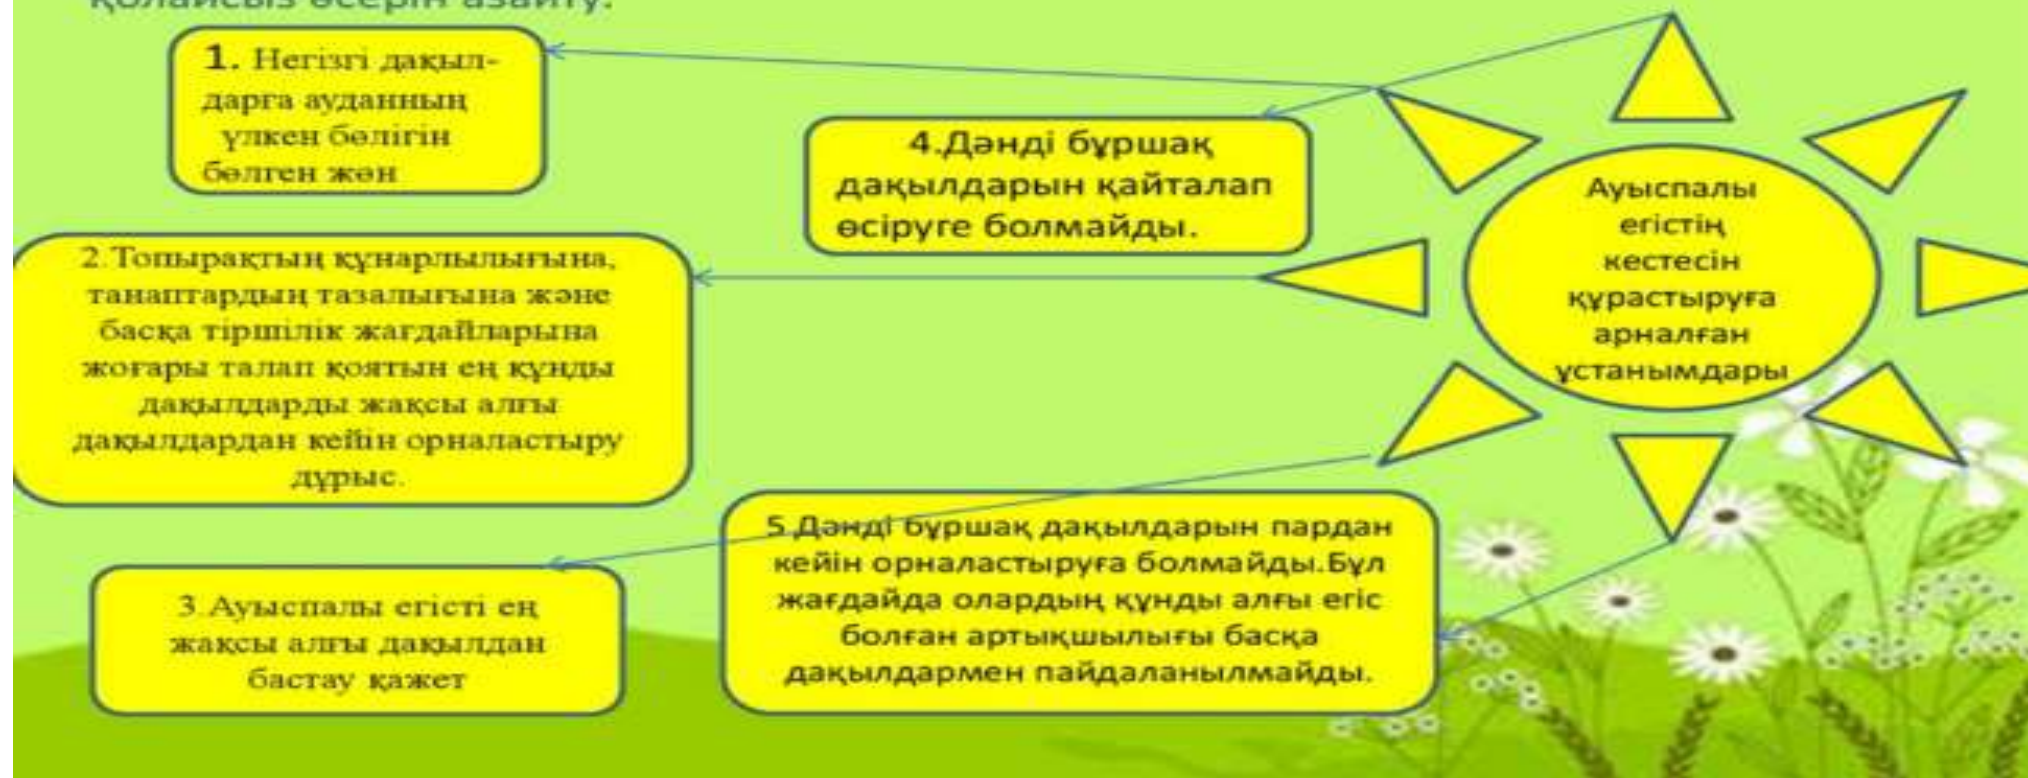 қолайсыз әсерін азайту.
1. Негізгі дақыл-
дарға ауданның
үлкен бөлігін
бөлген жөн
4.Дәнді бұршақ
дақылдарын қайталап
өсіруге болмайды.
2.Топырақтың құнарлылығына,
танаптардың тазалығына және
басқа тіршілік жағдайларына
жоғары талап қоятын ең құнды
дақылдарды жақсы алғы
дақылдардан кейін орналастыру
дұрыс.
Ауыспалы
егістің
кестесін
құрастыруға
арналған
ұстанымдары
3.Ауыспалы егісті ең
жақсы алғы дақылдан
бастау қажет
5.Дәнді бұршақ дақылдарын пардан
кейін орналастыруға болмайды.Бұл
жағдайда олардың құнды алғы егіс
болған артықшылығы басқа
дақылдармен пайдаланылмайды.